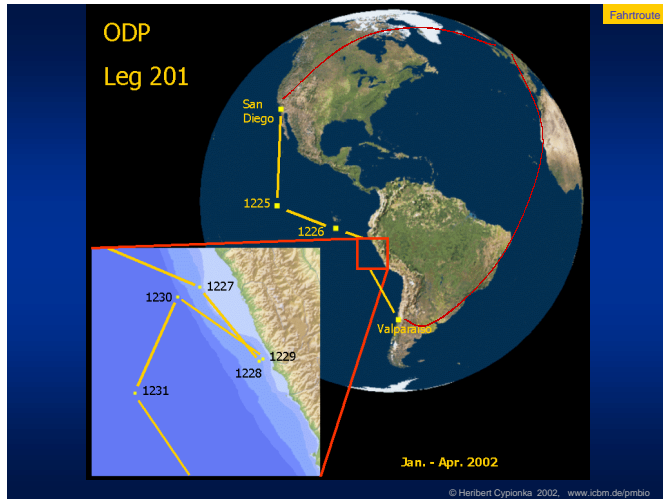 Fahrtroute
ODP
Leg 201
San
Diego
1225
1226
Valparaiso
1227
1230
1229
1228
1231
Jan. - Apr. 2002
© Heribert Cypionka 2002, www.icbm.de/pmbio